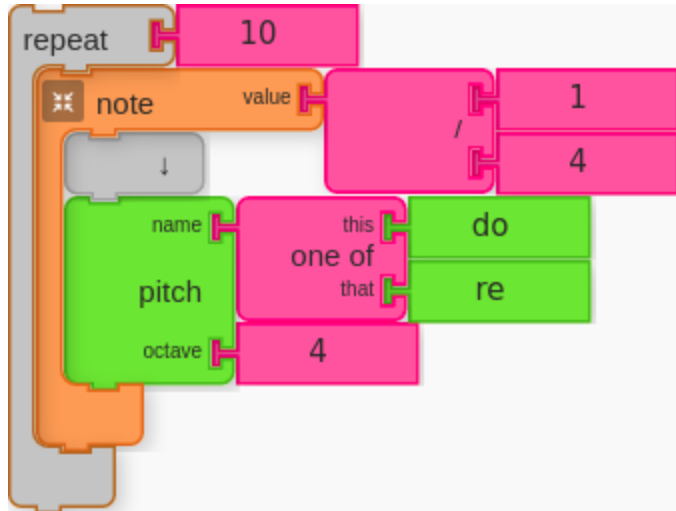 repeat 10
note value / 1
4
↓
name this do
one of
that re
pitch
octave 4